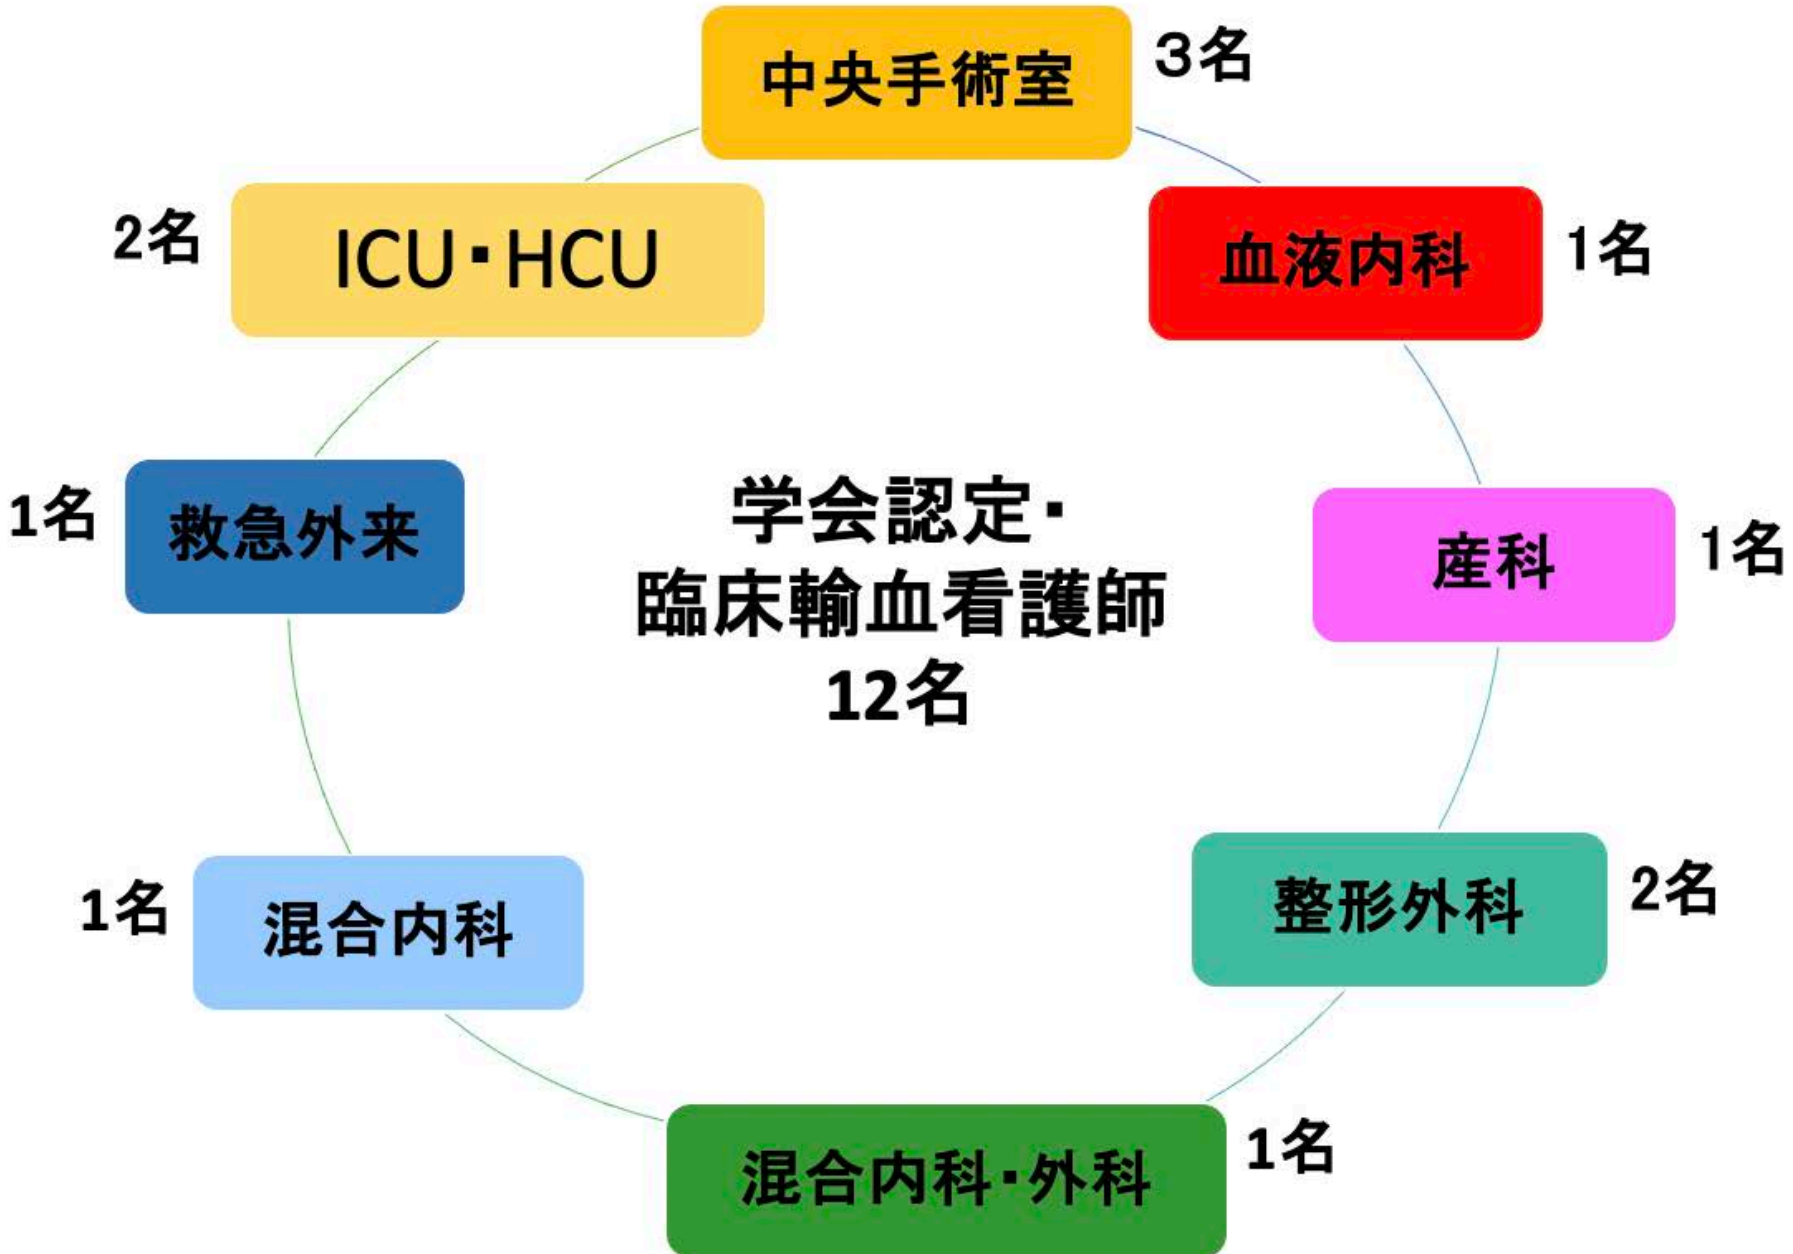 中央手術室
3名
ICU・HCU
2名
血液内科
1名
救急外来
1名
学会認定・
臨床輸血看護師
12名
産科
1名
混合内科
1名
整形外科
2名
混合内科・外科
1名